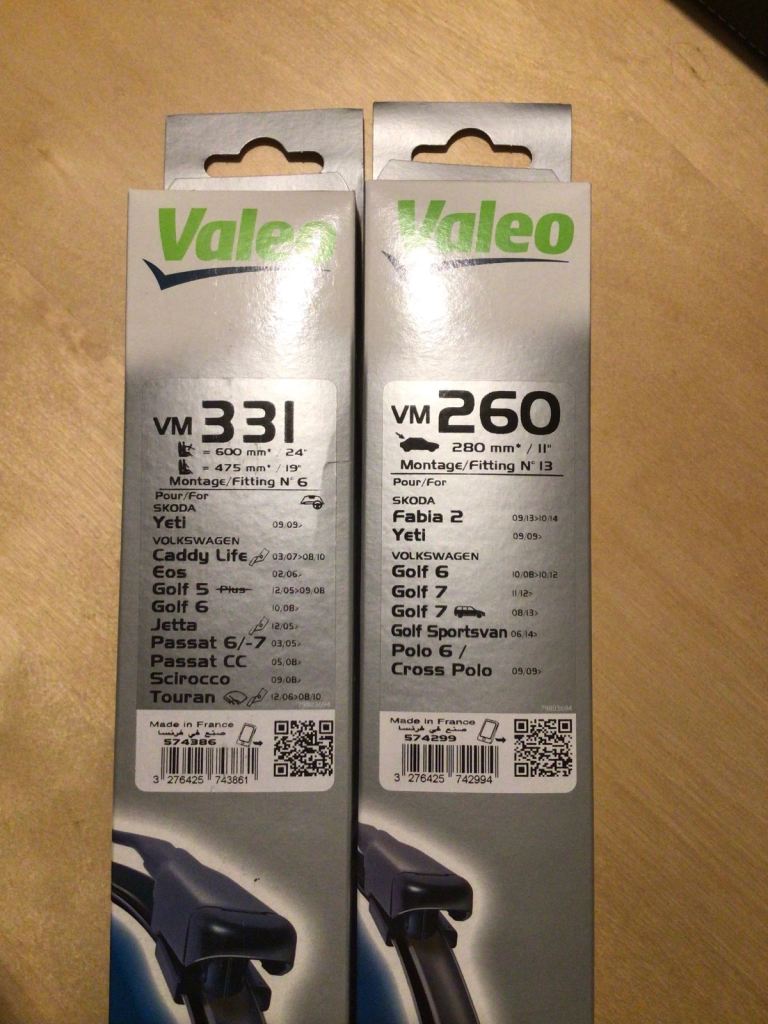 Valeo
VM 331
= 600 mm* / 24"
= 475 mm* / 19"
Montage/Fitting N° 6
Pour/For
SKODA
Yeti 09/09>
VOLKSWAGEN
Caddy Life 03/07>08/10
Eos 02/06>
Golf 5 Plus 12/05>09/08
Golf 6 10/08>
Jetta 12/05>
Passat 6/-7 03/05>
Passat CC 05/08>
Scirocco 09/08>
Touran 12/06>08/10
79803694
Made in France
صنع في فرنسا
574386
3 276425 743861
Valeo
VM 260
280 mm* / 11"
Montage/Fitting N° 13
Pour/For
SKODA
Fabia 2 09/13>10/14
Yeti 09/09>
VOLKSWAGEN
Golf 6 10/08>10/12
Golf 7 11/12>
Golf 7 08/13>
Golf Sportsvan 06/14>
Polo 6 /
Cross Polo 09/09>
79803694
Made in France
صنع في فرنسا
574299
3 276425 742994